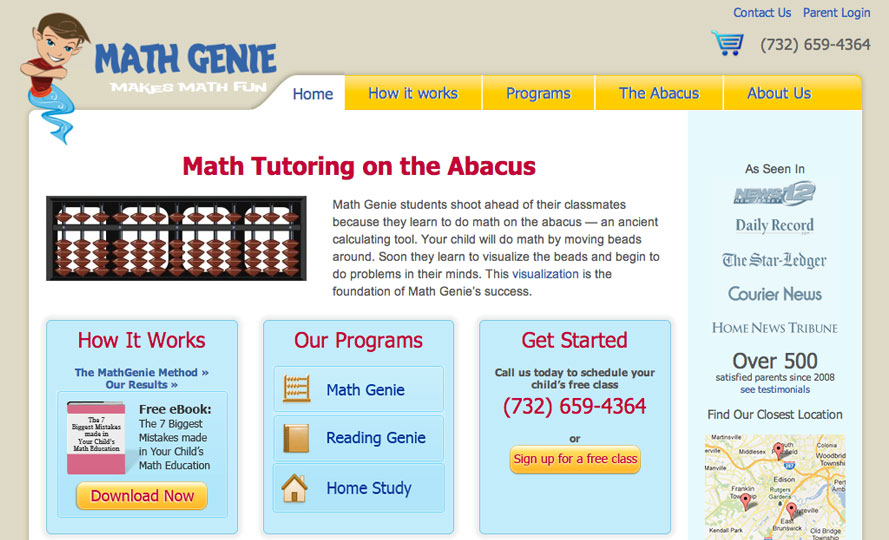 Contact Us Parent Login
(732) 659-4364
MATH GENIE
MAKES MATH FUN
Home How it works Programs The Abacus About Us
Math Tutoring on the Abacus
Math Genie students shoot ahead of their classmates
because they learn to do math on the abacus — an ancient
calculating tool. Your child will do math by moving beads
around. Soon they learn to visualize the beads and begin to
do problems in their minds. This visualization is the
foundation of Math Genie's success.
How It Works
The MathGenie Method »
Our Results »
The 7
Biggest Mistakes
made in
Your Child's
Math Education
Free eBook:
The 7 Biggest
Mistakes made
in Your Child's
Math Education
Download Now
Our Programs
Math Genie
Reading Genie
Home Study
Get Started
Call us today to schedule your
child's free class
(732) 659-4364
or
Sign up for a free class
As Seen In
NEWS 12
NEW JERSEY
Daily Record
The Star-Ledger
Courier News
Home News Tribune
Over 500
satisfied parents since 2008
see testimonials
Find Our Closest Location
Martinsville
Middlesex
Colonia
Woodbridge
Township
Manville
287
Edison
Franklin
Township
Rutgers
Gardens
Kendall Park
East
Brunswick
Old Bridge
Township